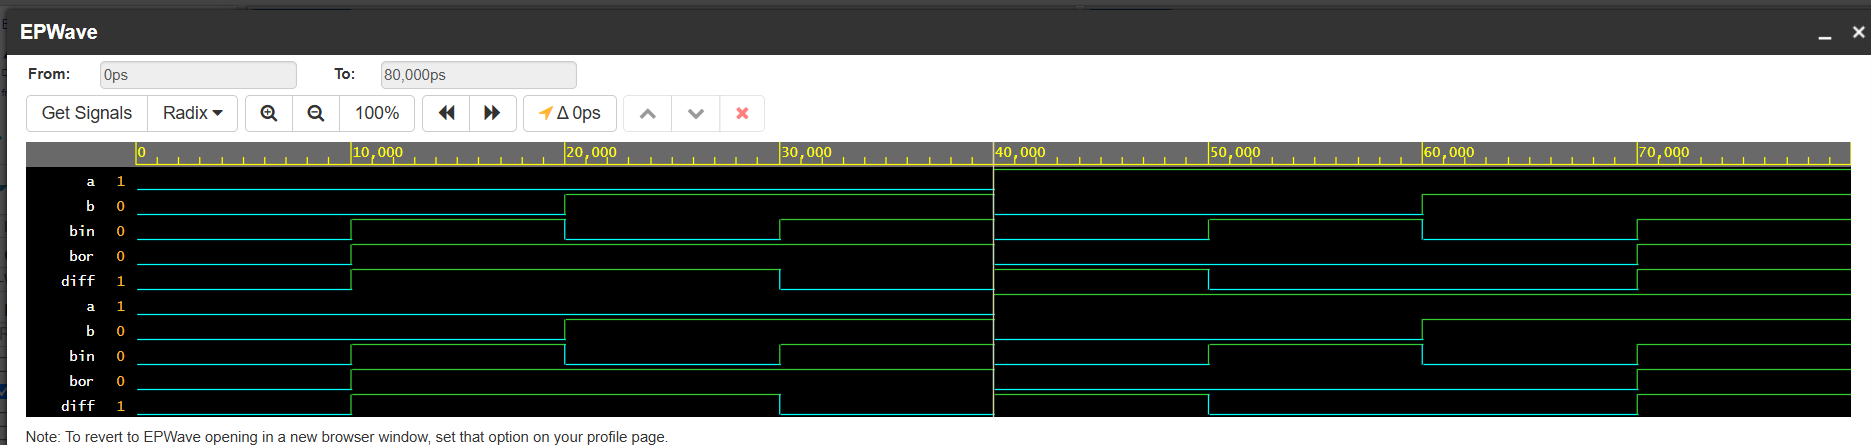 EPWave
From: 0ps To: 80,000ps
Get Signals Radix 100% Δ 0ps
0 10,000 20,000 30,000 40,000 50,000 60,000 70,000
a 1
b 0
bin 0
bor 0
diff 1
a 1
b 0
bin 0
bor 0
diff 1
Note: To revert to EPWave opening in a new browser window, set that option on your profile page.